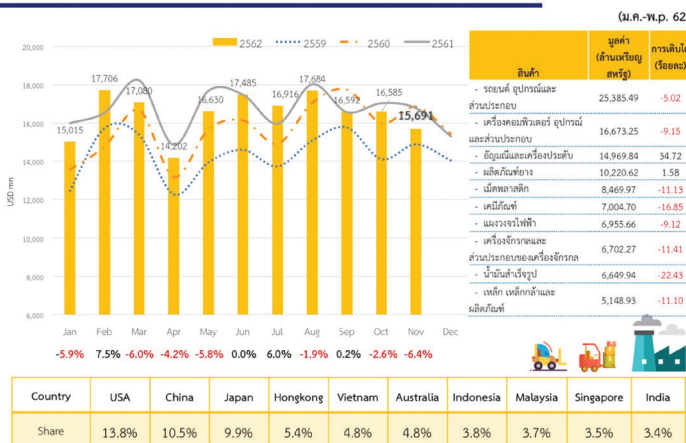 (ม.ค.-พ.ย. 62
2562 2559 2560 2561
20,000
18,000
16,000
14,000
12,000
10,000
8,000
6,000
USD mn
15,015
17,706
17,080
14,202
16,630
17,485
16,916
17,684
16,592
16,585
15,691
Jan Feb Mar Apr May Jun Jul Aug Sep Oct Nov Dec
-5.9% 7.5% -6.0% -4.2% -5.8% 0.0% 6.0% -1.9% 0.2% -2.6% -6.4%
สินค้า
มูลค่า
(ล้านเหรียญ
สหรัฐ)
การเติบโต
(ร้อยละ)
- รถยนต์ อุปกรณ์และ
ส่วนประกอบ
25,385.49 -5.02
- เครื่องคอมพิวเตอร์ อุปกรณ์
และส่วนประกอบ
16,673.25 -9.15
- อัญมณีและเครื่องประดับ 14,969.84 34.72
- ผลิตภัณฑ์ยาง 10,220.62 1.58
- เม็ดพลาสติก 8,469.97 -11.13
- เคมีภัณฑ์ 7,004.70 -16.85
- แผงวงจรไฟฟ้า 6,955.66 -9.12
- เครื่องจักรกลและ
ส่วนประกอบของเครื่องจักรกล
6,702.27 -11.41
- น้ำมันสำเร็จรูป 6,649.94 -22.43
- เหล็ก เหล็กกล้าและ
ผลิตภัณฑ์
5,148.93 -11.10
Country USA China Japan Hongkong Vietnam Australia Indonesia Malaysia Singapore India
Share 13.8% 10.5% 9.9% 5.4% 4.8% 4.8% 3.8% 3.7% 3.5% 3.4%